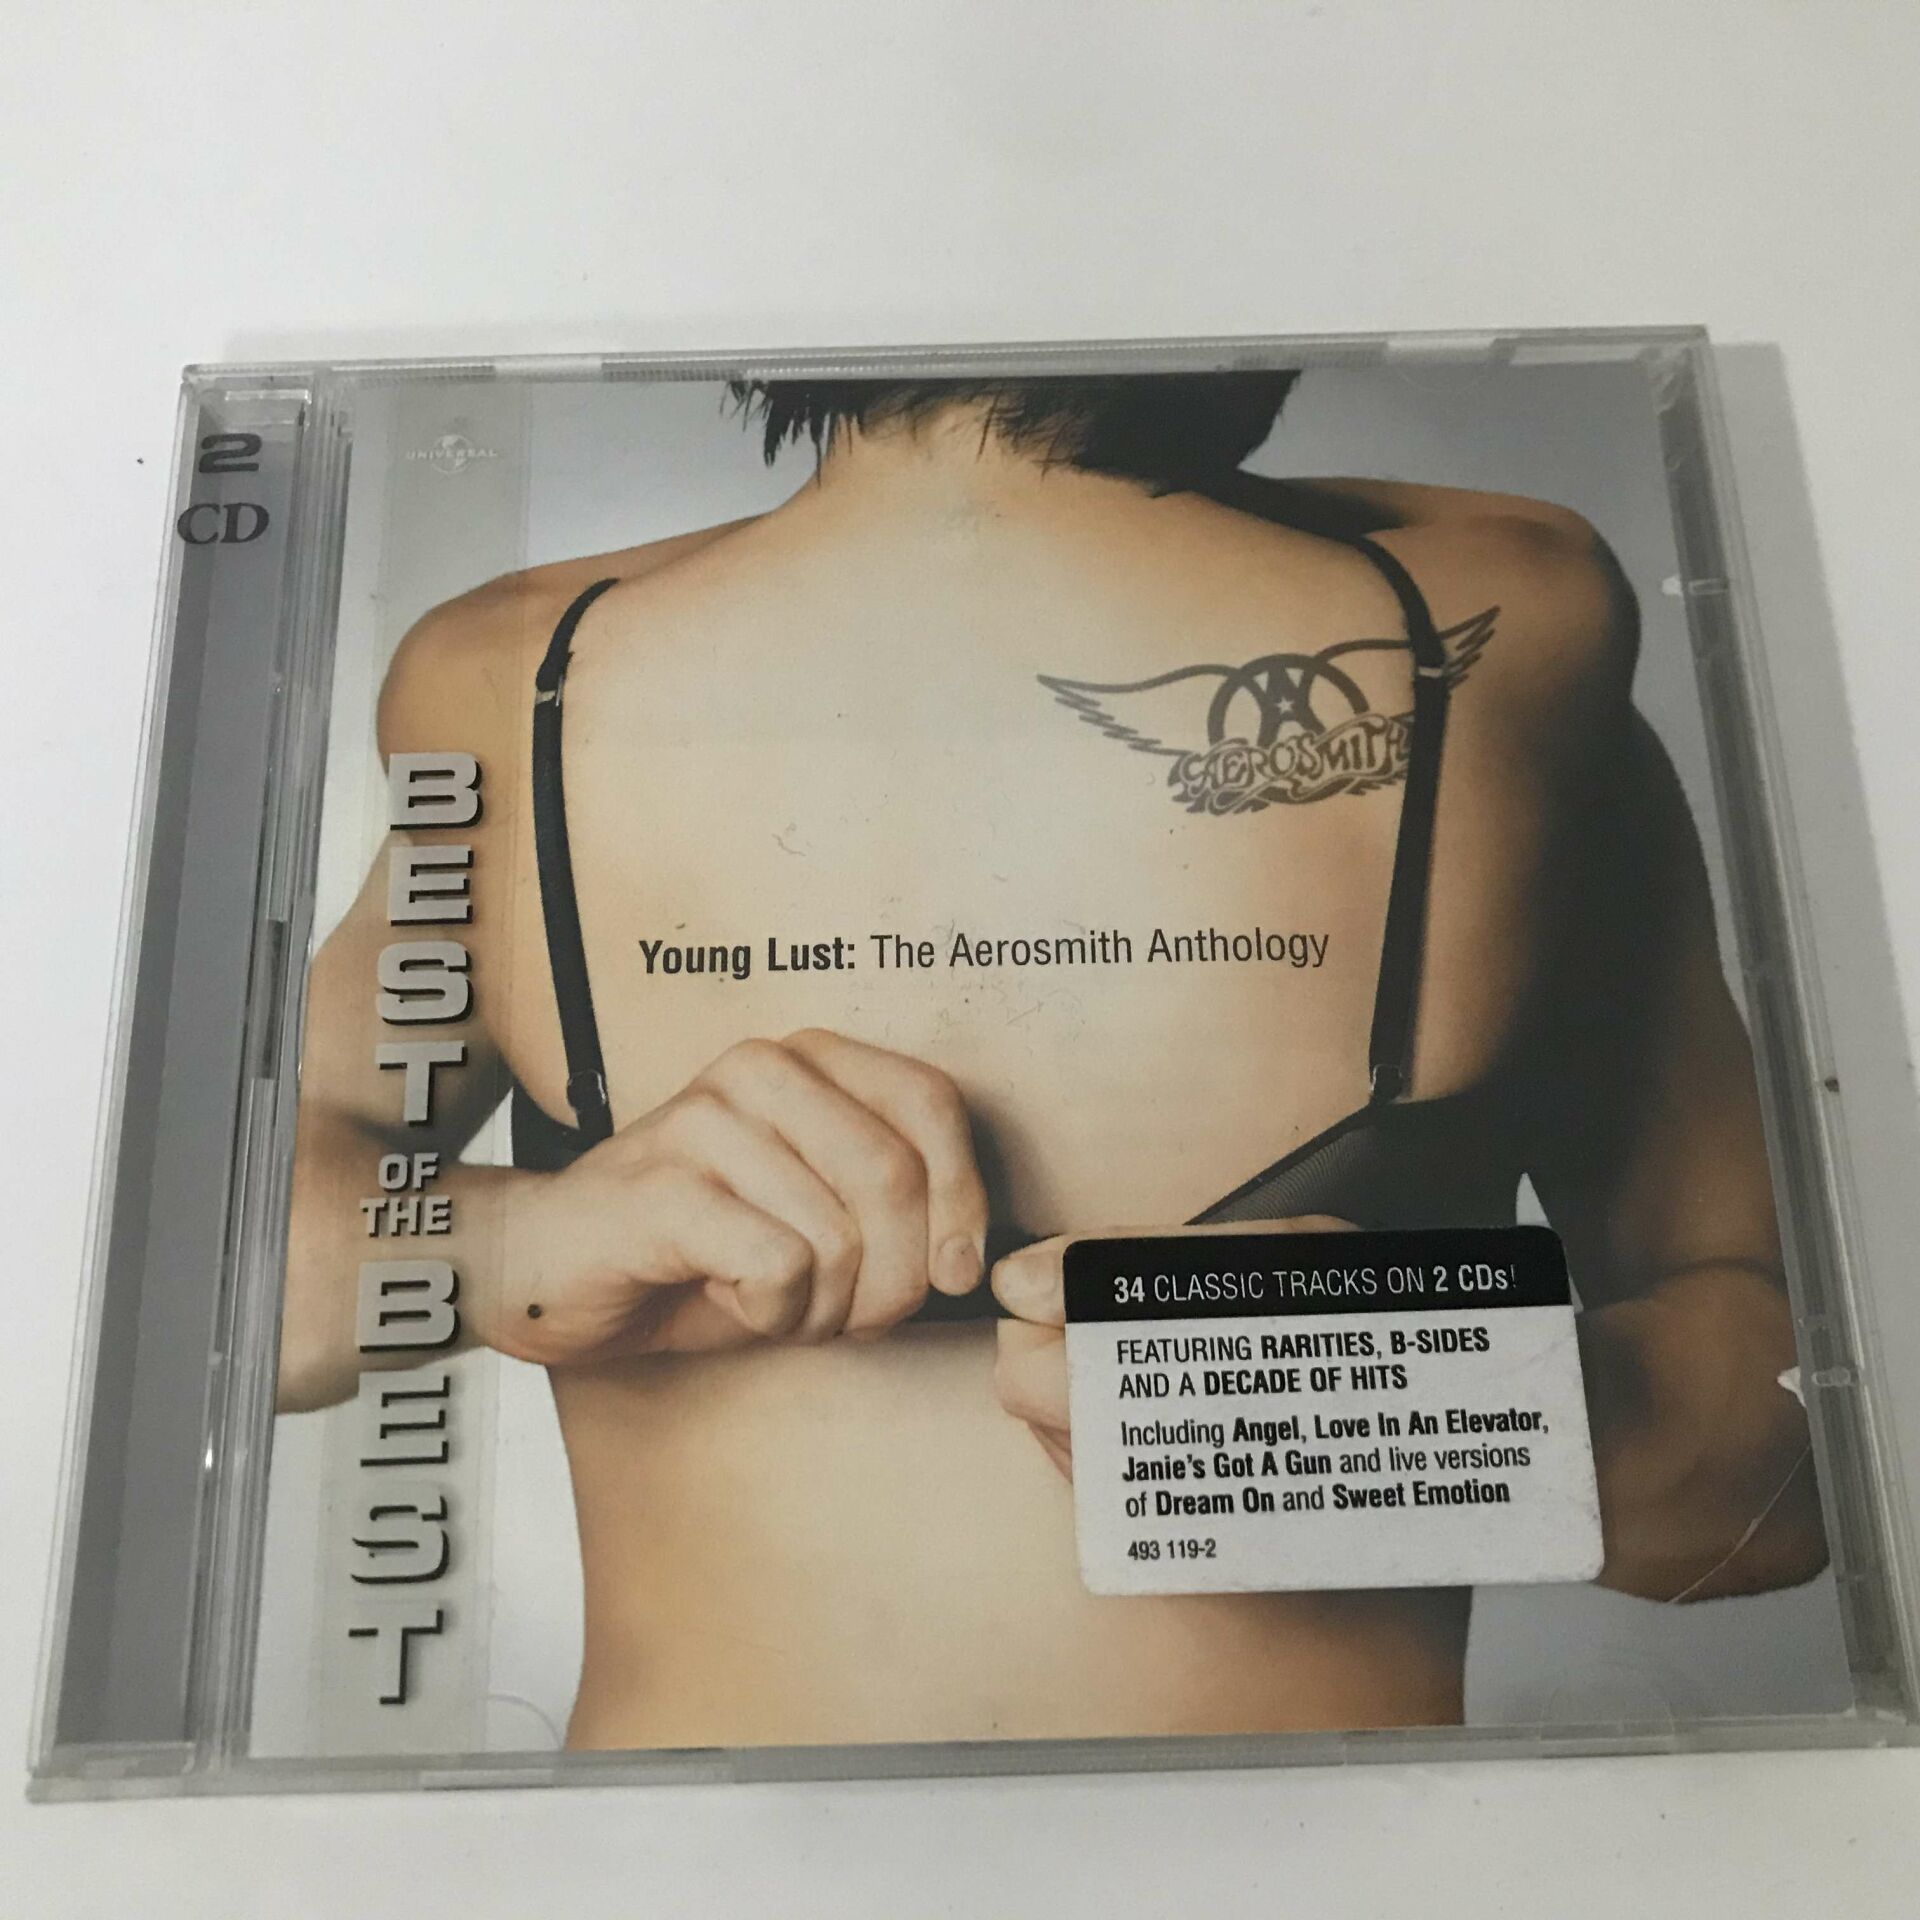 2
CD
UNIVERSAL
BEST
OF
THE
BEST
AEROSMITH
Young Lust: The Aerosmith Anthology
34 CLASSIC TRACKS ON 2 CDs!
FEATURING RARITIES, B-SIDES
AND A DECADE OF HITS
Including Angel, Love In An Elevator,
Janie's Got A Gun and live versions
of Dream On and Sweet Emotion
493 119-2